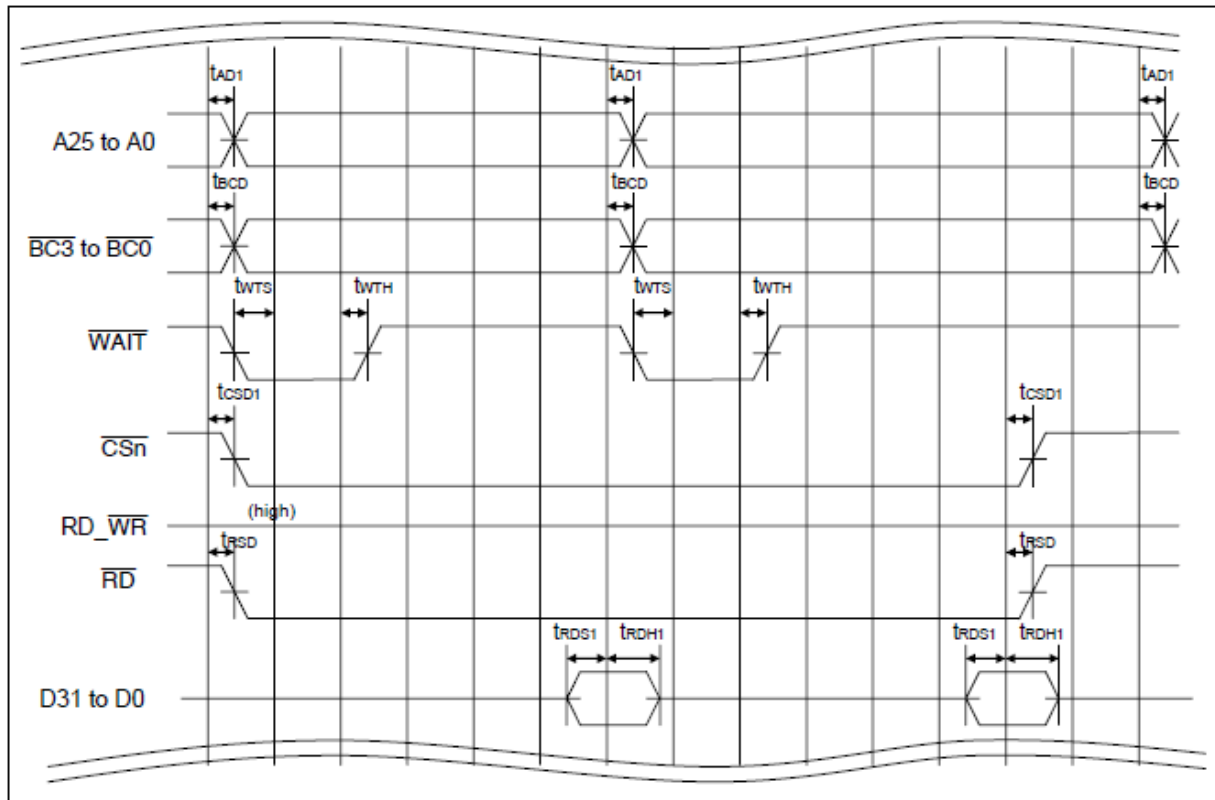 tAD1 tAD1 tAD1
A25 to A0
tBCD tBCD tBCD
BC3 to BC0
tWTS tWTH tWTS tWTH
WAIT
tCSD1 tCSD1
CSn
(high)
RD_WR
tRSD tRSD
RD
tRDS1 tRDH1 tRDS1 tRDH1
D31 to D0